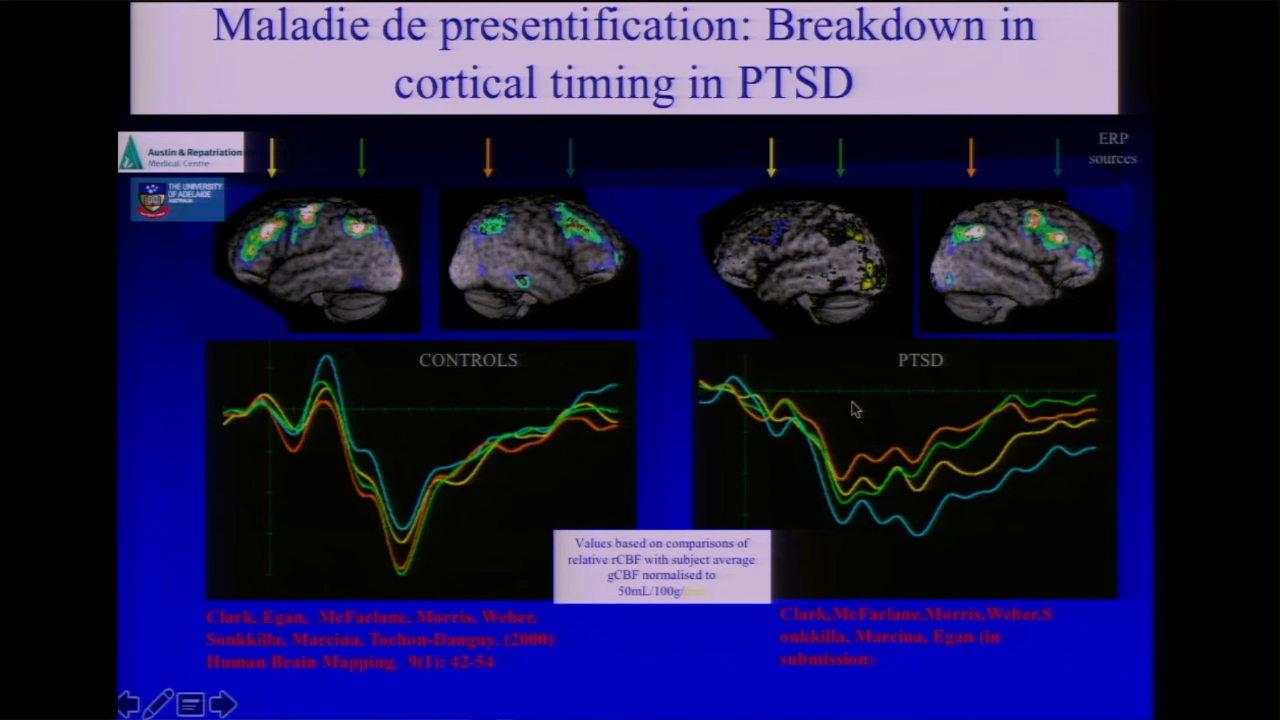 Maladie de presentification: Breakdown in
cortical timing in PTSD
Austin & Repatriation
Medical Centre
THE UNIVERSITY
OF ADELAIDE
AUSTRALIA
ERP
sources
CONTROLS
PTSD
Values based on comparisons of
relative rCBF with subject average
gCBF normalised to
50mL/100g/
Clark, Egan, McFarlane, Morris, Weber,
Sonkkilla, Marcina, Tochon-Danguy. (2000)
Human Brain Mapping. 9(1): 42-54
Clark,McFarlane,Morris,Weber,S
onkkilla, Marcina, Egan (in
submission)